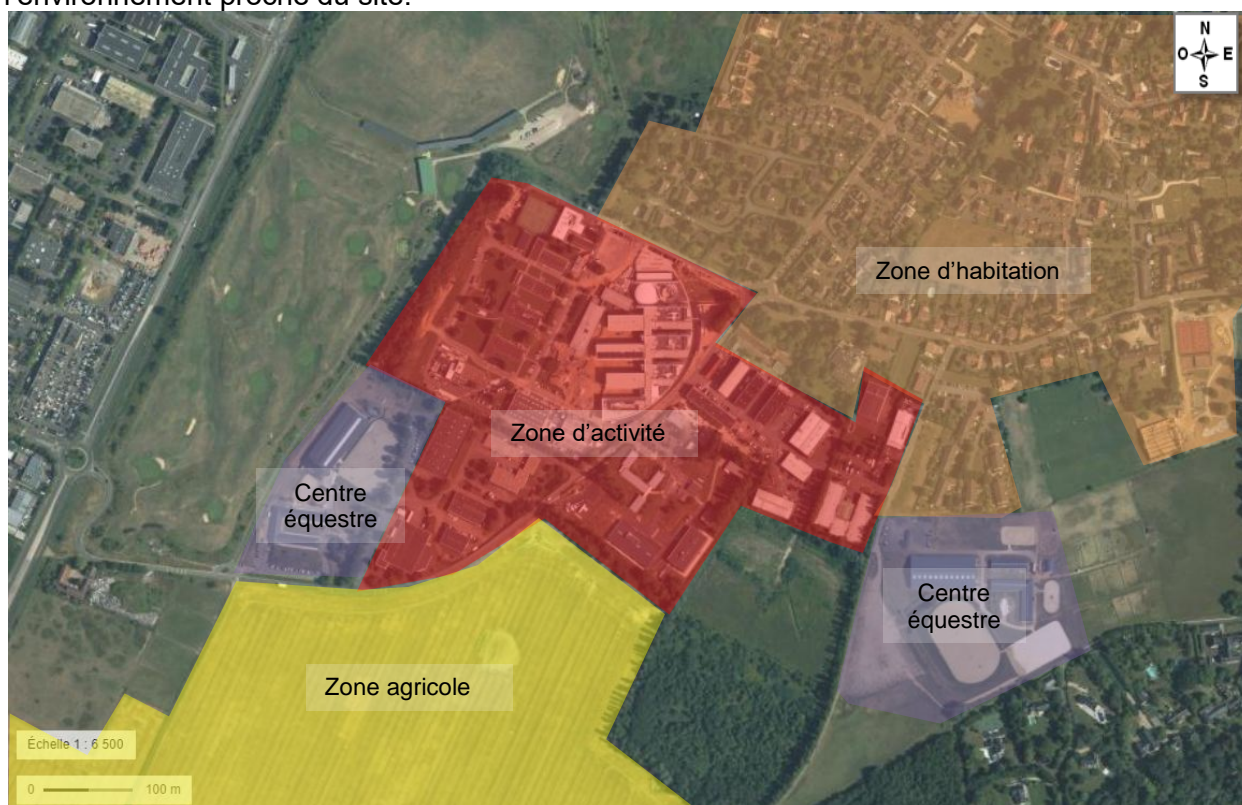 l'environnement proche du site.
N
O E
S
Zone d'habitation
Zone d'activité
Centre
équestre
Centre
équestre
Zone agricole
Échelle 1 : 6 500
0 100 m